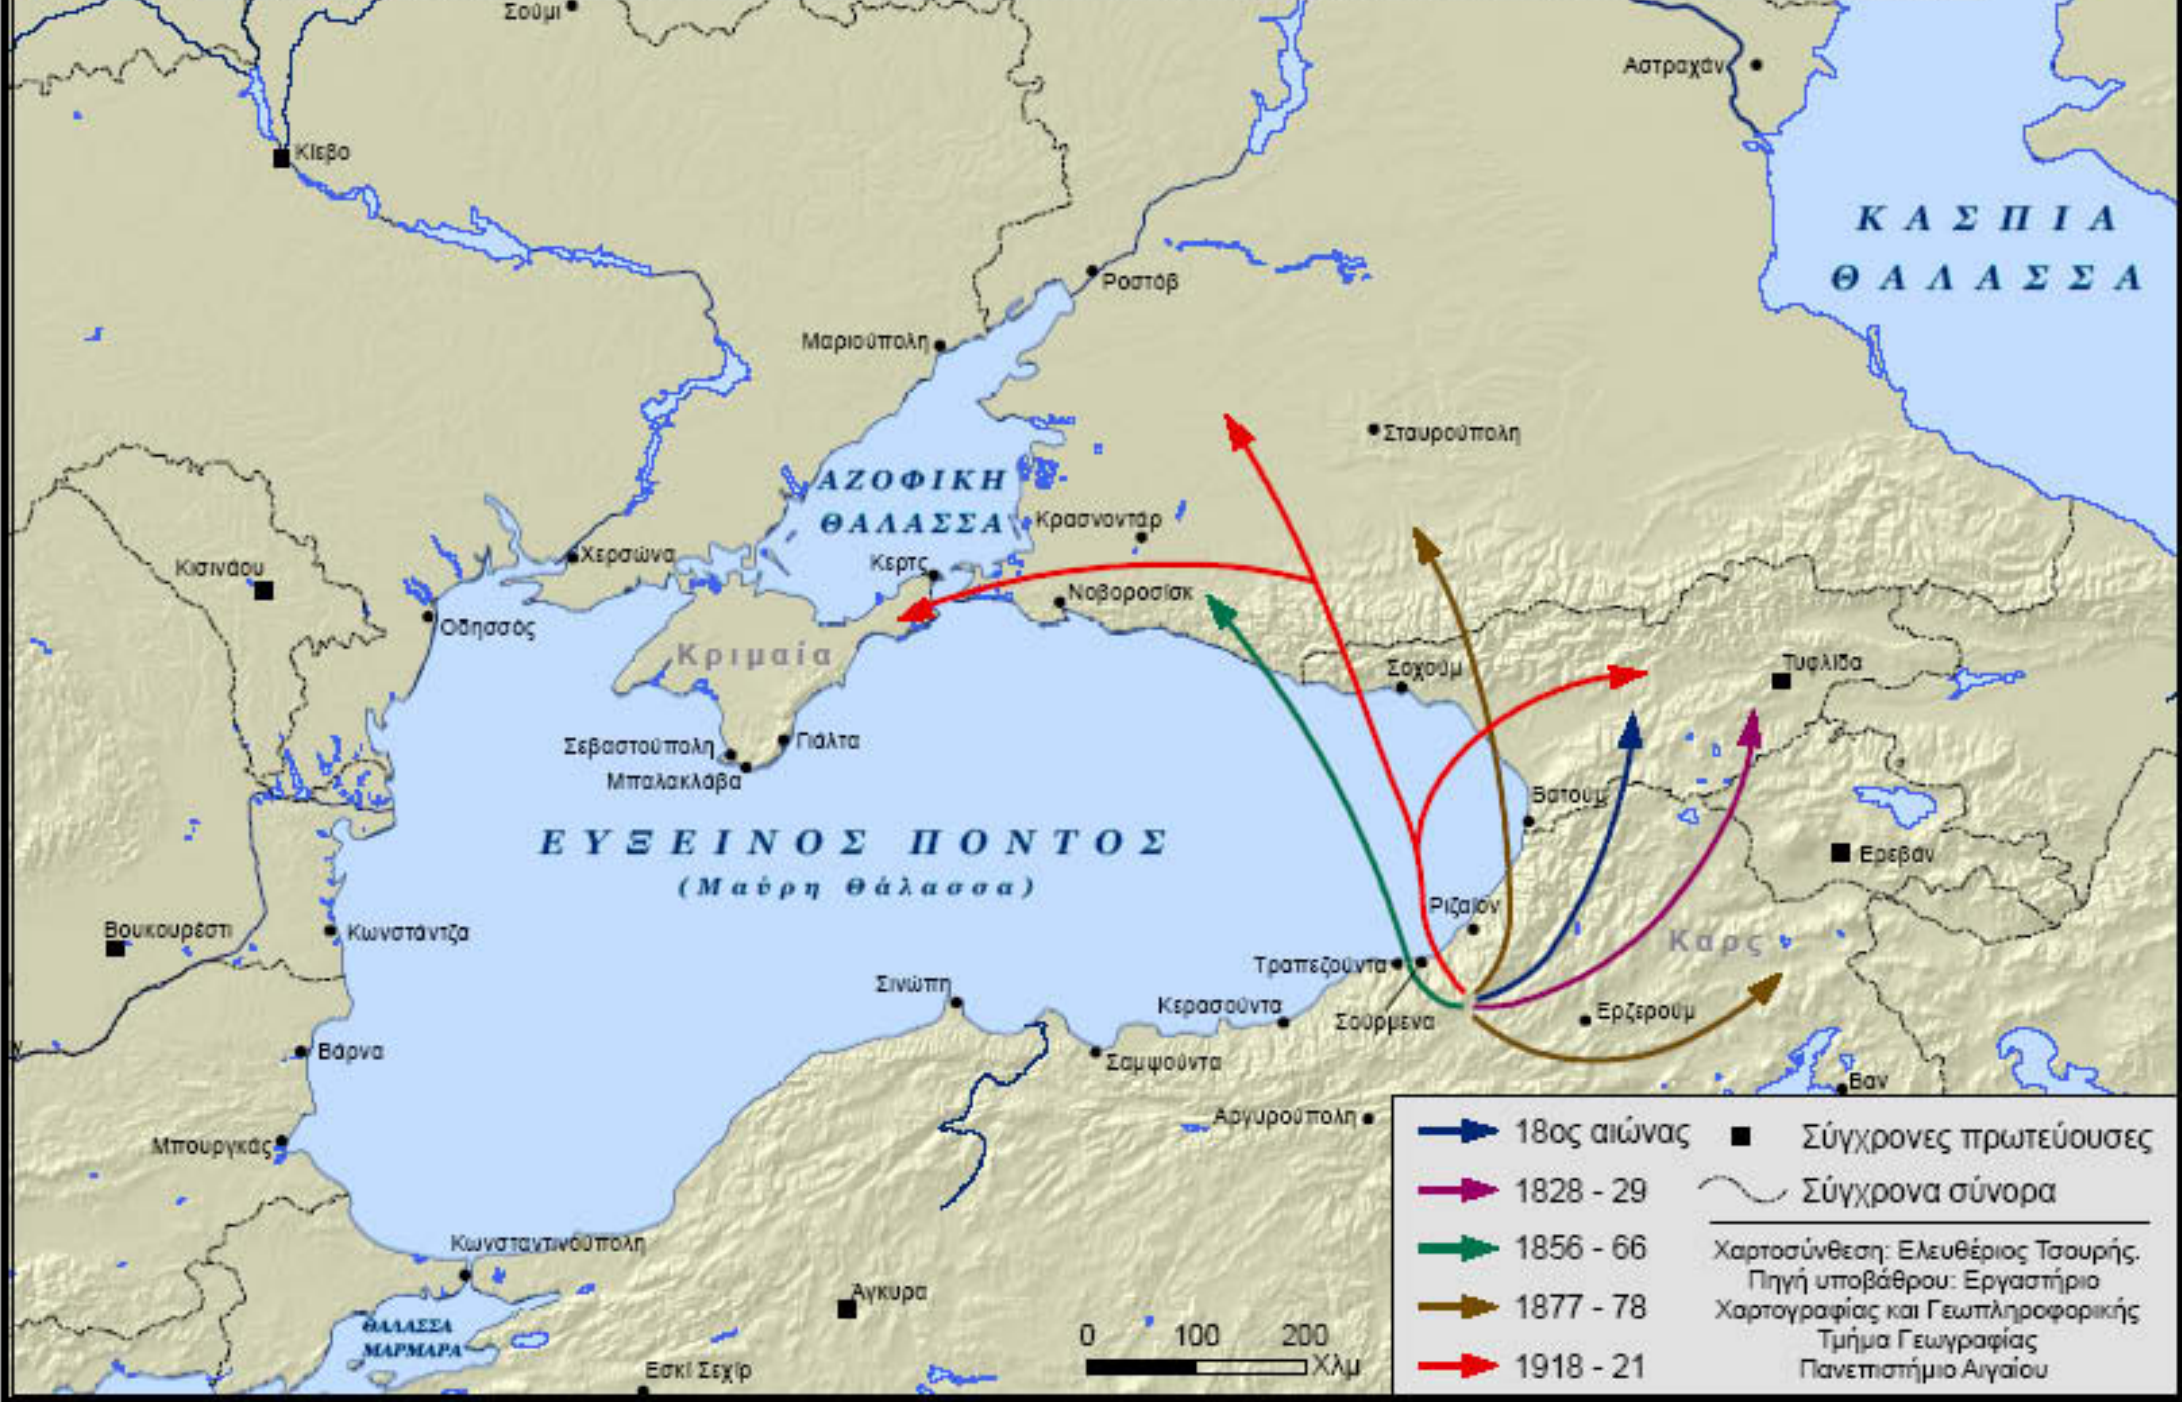 Σούμι
Αστραχάν
Κίεβο
ΚΑΣΠΙΑ
ΘΑΛΑΣΣΑ
Ροστόβ
Μαριούπολη
Σταυρούπολη
ΑΖΟΦΙΚΗ
ΘΑΛΑΣΣΑ
Κρασνοντάρ
Χερσώνα
Κερτς
Κισινάου
Νοβοροσίσκ
Οδησσός
Κριμαία
Σοχούμ
Τυφλίδα
Σεβαστούπολη
Γιάλτα
Μπαλακλάβα
Βατούμ
ΕΥΞΕΙΝΟΣ ΠΟΝΤΟΣ
(Μαύρη Θάλασσα)
Ερεβάν
Ριζαίον
Βουκουρέστι
Κωνστάντζα
Καρς
Τραπεζούντα
Σινώπη
Κερασούντα
Σούρμενα
Ερζερούμ
Βάρνα
Σαμψούντα
Βαν
Αργυρούπολη
Μπουργκάς
Κωνσταντινούπολη
Άγκυρα
ΘΑΛΑΣΣΑ
ΜΑΡΜΑΡΑ
Εσκί Σεχίρ
0 100 200
Χλμ
18ος αιώνας
1828 - 29
1856 - 66
1877 - 78
1918 - 21
Σύγχρονες πρωτεύουσες
Σύγχρονα σύνορα
Χαρτοσύνθεση: Ελευθέριος Τσουρής.
Πηγή υποβάθρου: Εργαστήριο
Χαρτογραφίας και Γεωπληροφορικής
Τμήμα Γεωγραφίας
Πανεπιστήμιο Αιγαίου